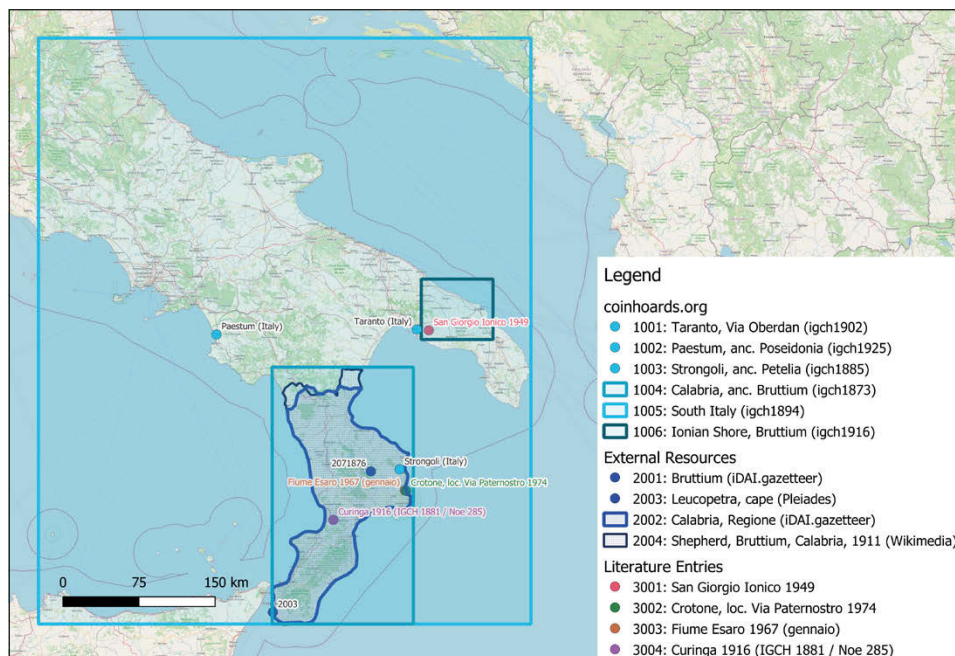 Paestum (Italy)
Taranto (Italy)
San Giorgio Ionico 1949
2071876
Strongoli (Italy)
Fiume Esaro 1967 (gennaio)
Crotone, loc. Via Paternostro 1974
Curinga 1916 (IGCH 1881 / Noe 285)
2003
0 75 150 km
Legend
coinhoards.org
1001: Taranto, Via Oberdan (igch1902)
1002: Paestum, anc. Poseidonia (igch1925)
1003: Strongoli, anc. Petelia (igch1885)
1004: Calabria, anc. Bruttium (igch1873)
1005: South Italy (igch1894)
1006: Ionian Shore, Bruttium (igch1916)
External Resources
2001: Bruttium (iDAI.gazetteer)
2003: Leucopetra, cape (Pleiades)
2002: Calabria, Regione (iDAI.gazetteer)
2004: Shepherd, Bruttium, Calabria, 1911 (Wikimedia)
Literature Entries
3001: San Giorgio Ionico 1949
3002: Crotone, loc. Via Paternostro 1974
3003: Fiume Esaro 1967 (gennaio)
3004: Curinga 1916 (IGCH 1881 / Noe 285)